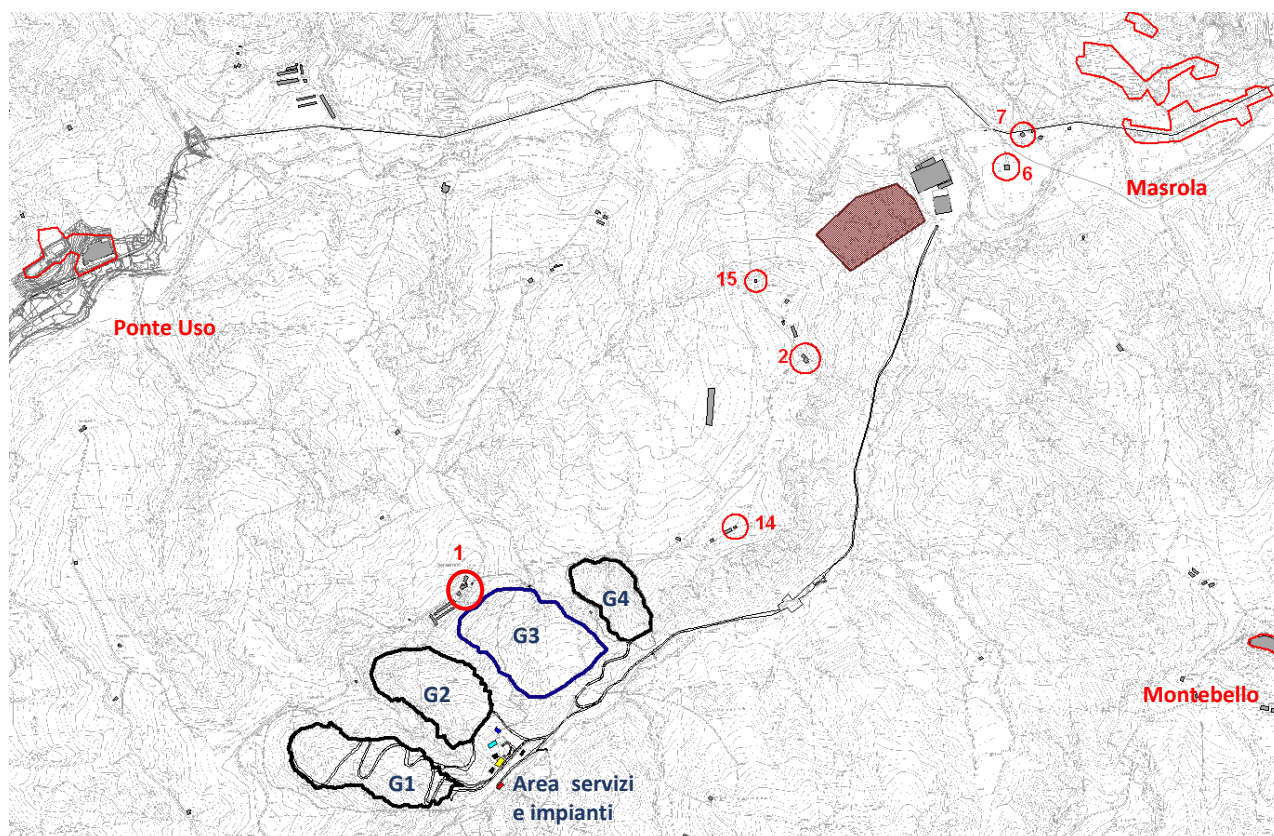 7
6
Masrola
15
Ponte Uso
2
14
1
G4
G3
G2
Montebello
G1
Area servizi
e impianti